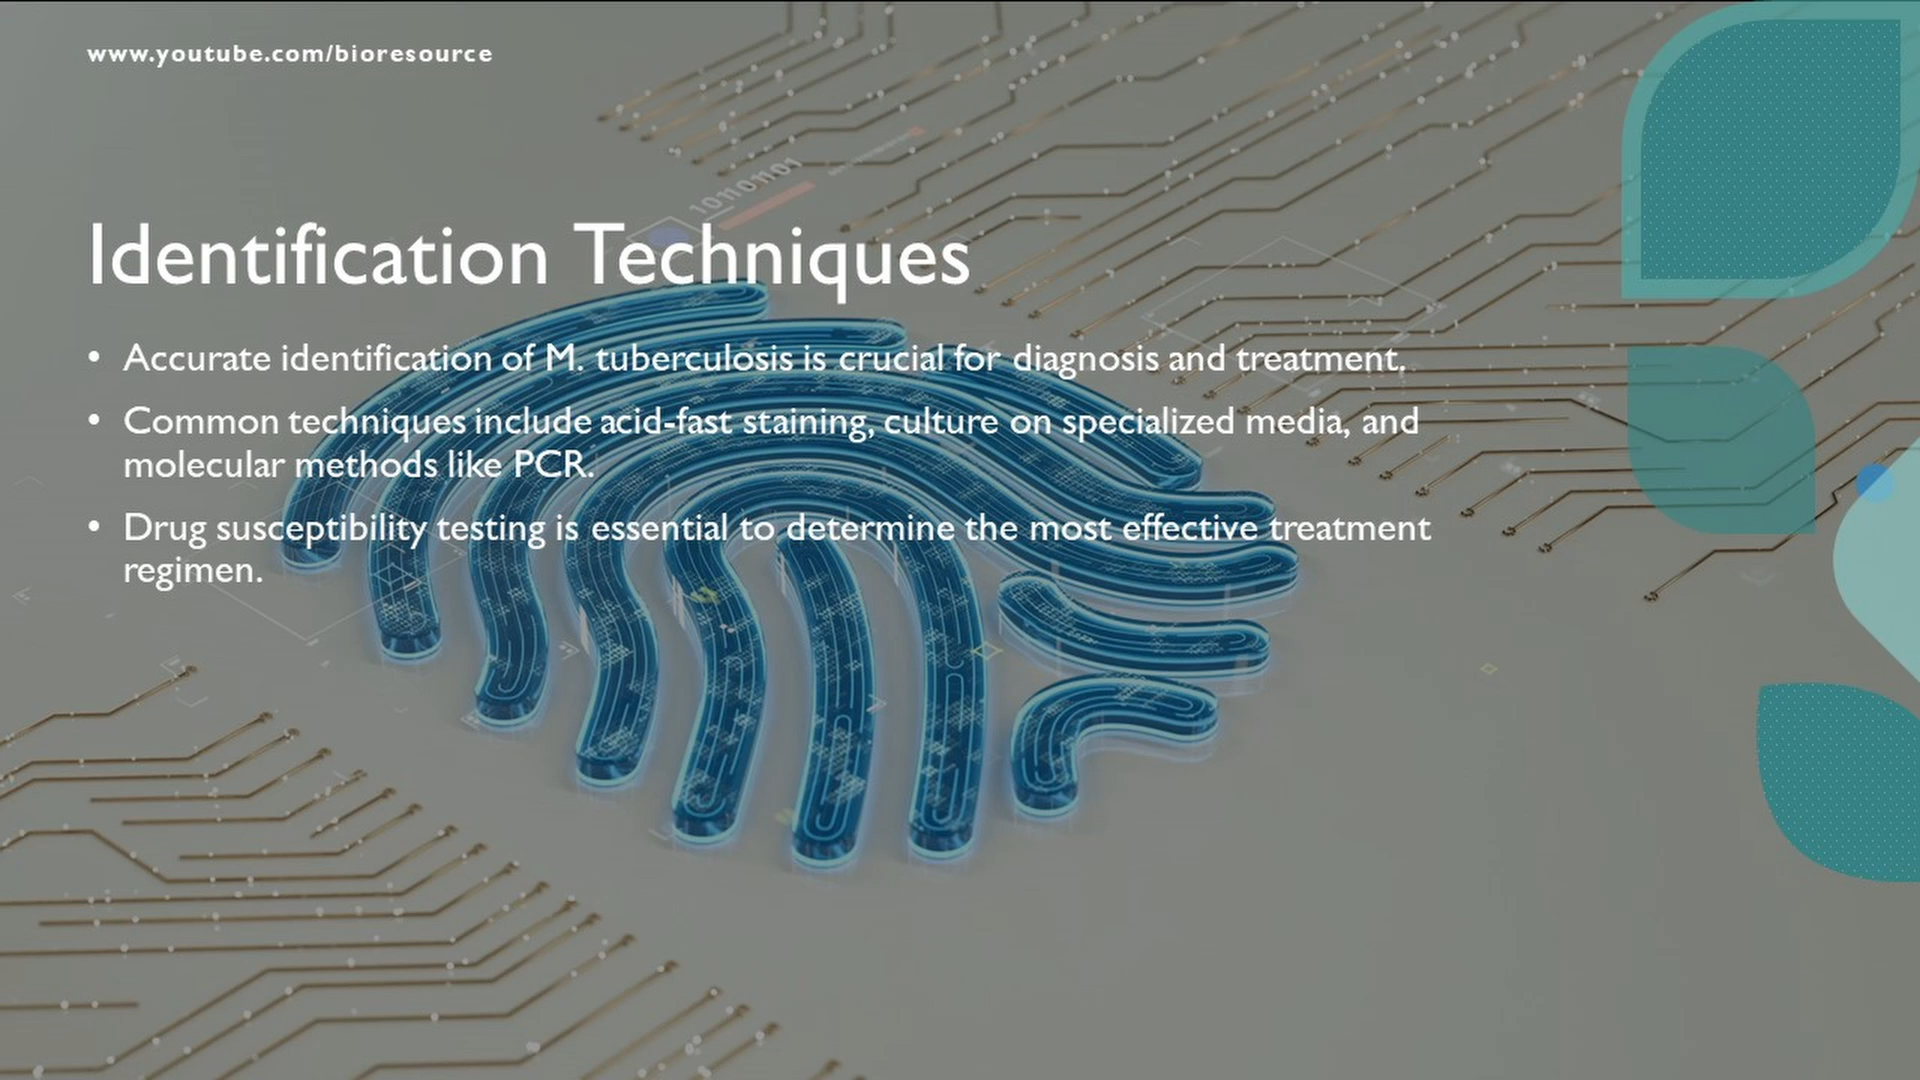 www.youtube.com/bioresource
101101101
Identification Techniques
• Accurate identification of M. tuberculosis is crucial for diagnosis and treatment.
• Common techniques include acid-fast staining, culture on specialized media, and
molecular methods like PCR.
• Drug susceptibility testing is essential to determine the most effective treatment
regimen.